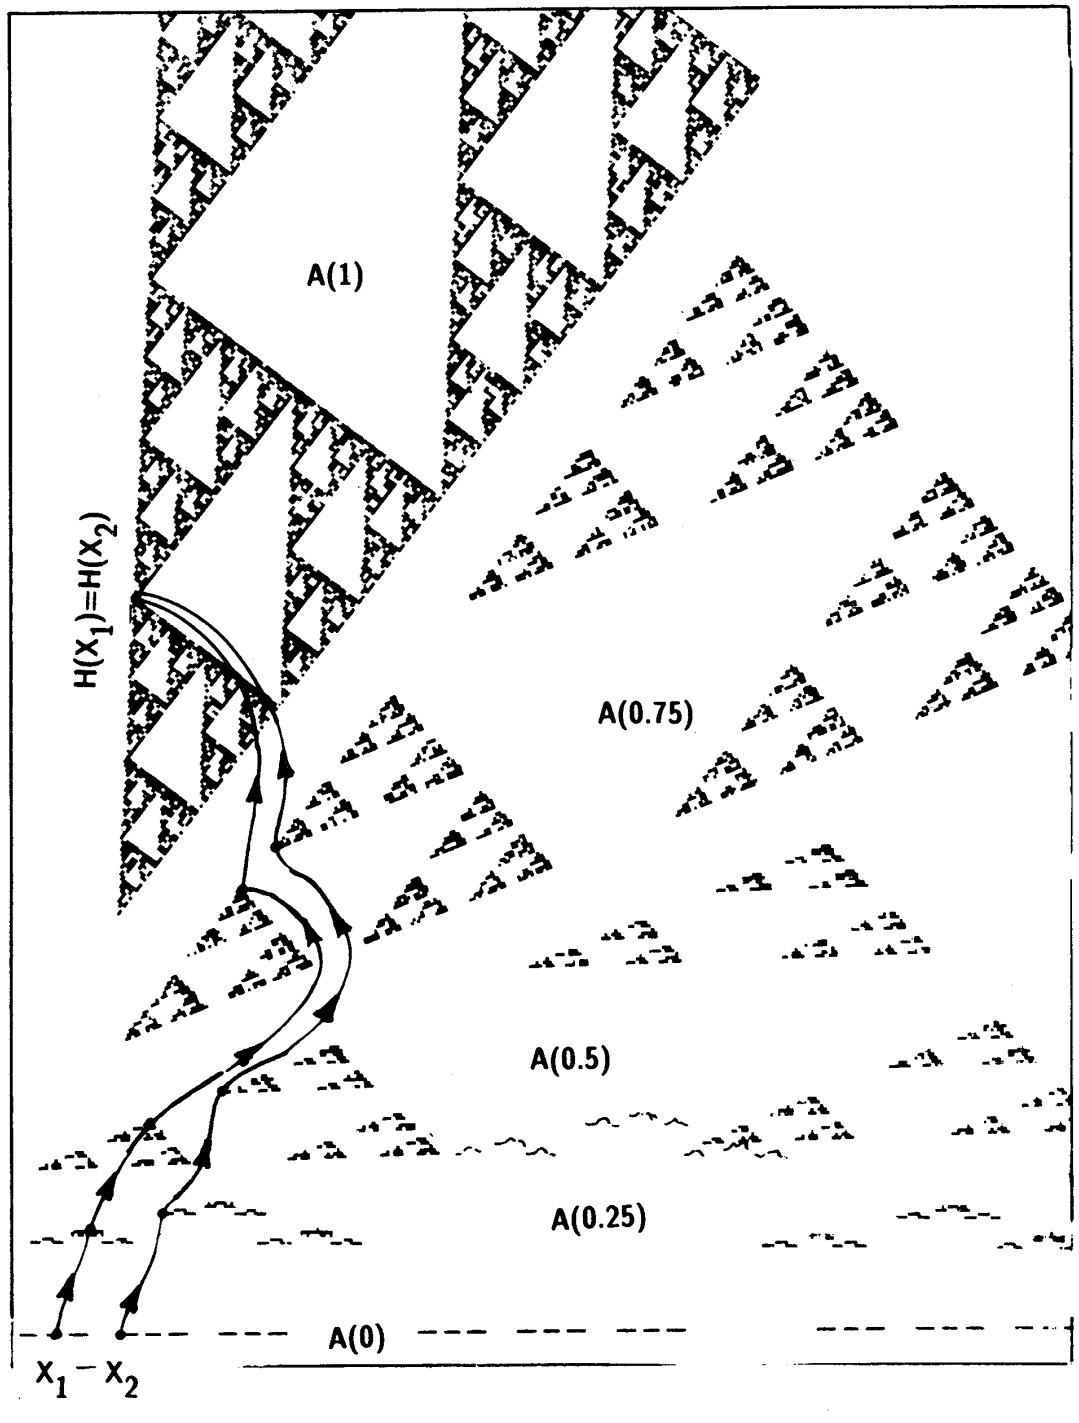 A(1)
H(X₁)=H(X₂)
A(0.75)
A(0.5)
A(0.25)
A(0)
X₁ – X₂